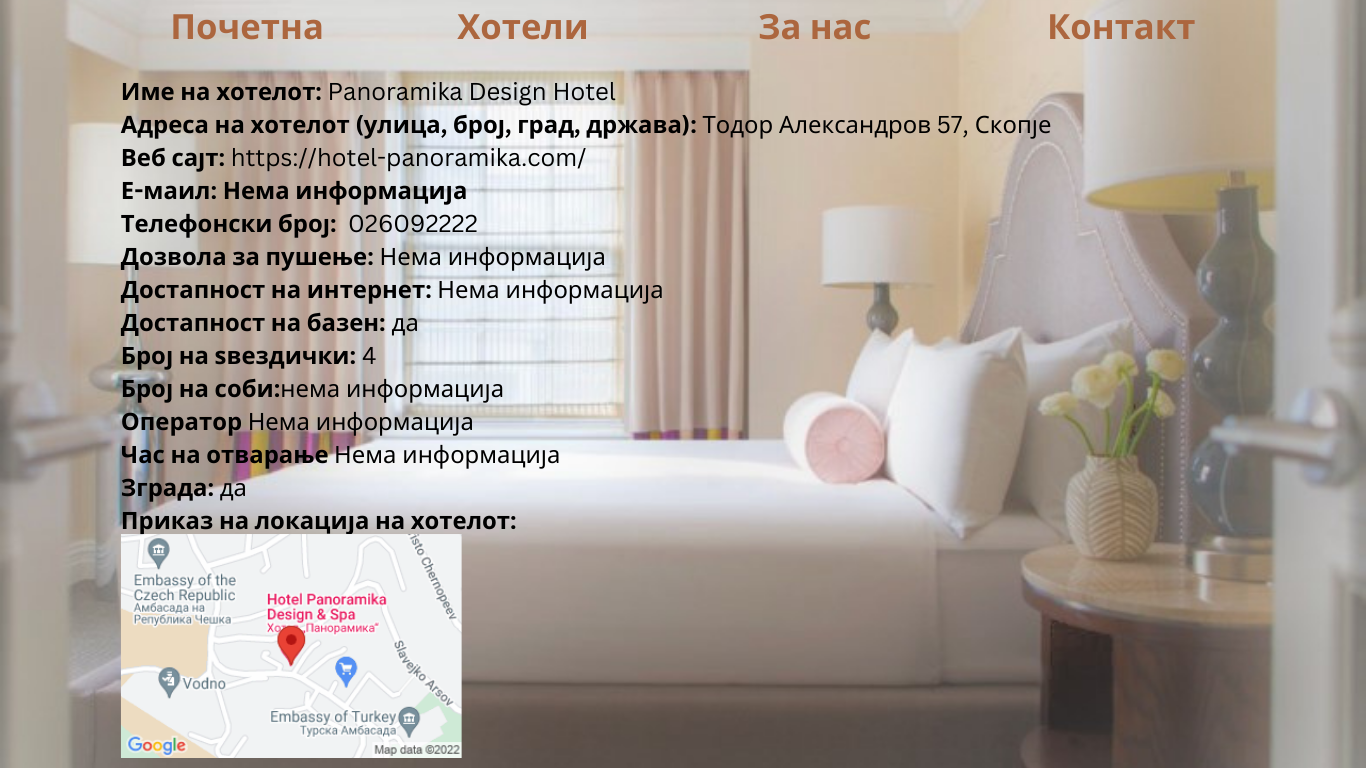 Почетна Хотели За нас Контакт
Име на хотелот: Panoramika Design Hotel
Адреса на хотелот (улица, број, град, држава): Тодор Александров 57, Скопје
Веб сајт: https://hotel-panoramika.com/
Е-маил: Нема информација
Телефонски број: 026092222
Дозвола за пушење: Нема информација
Достапност на интернет: Нема информација
Достапност на базен: да
Број на ѕвездички: 4
Број на соби:нема информација
Оператор Нема информација
Час на отварање Нема информација
Зграда: да
Приказ на локација на хотелот:
Embassy of the
Czech Republic
Амбасада на
Република Чешка
Hotel Panoramika
Design & Spa
„Панорамика“
Chernopeev
Slavejko Arsov
Vodno
Embassy of Turkey
Турска Амбасада
Google
Map data ©2022